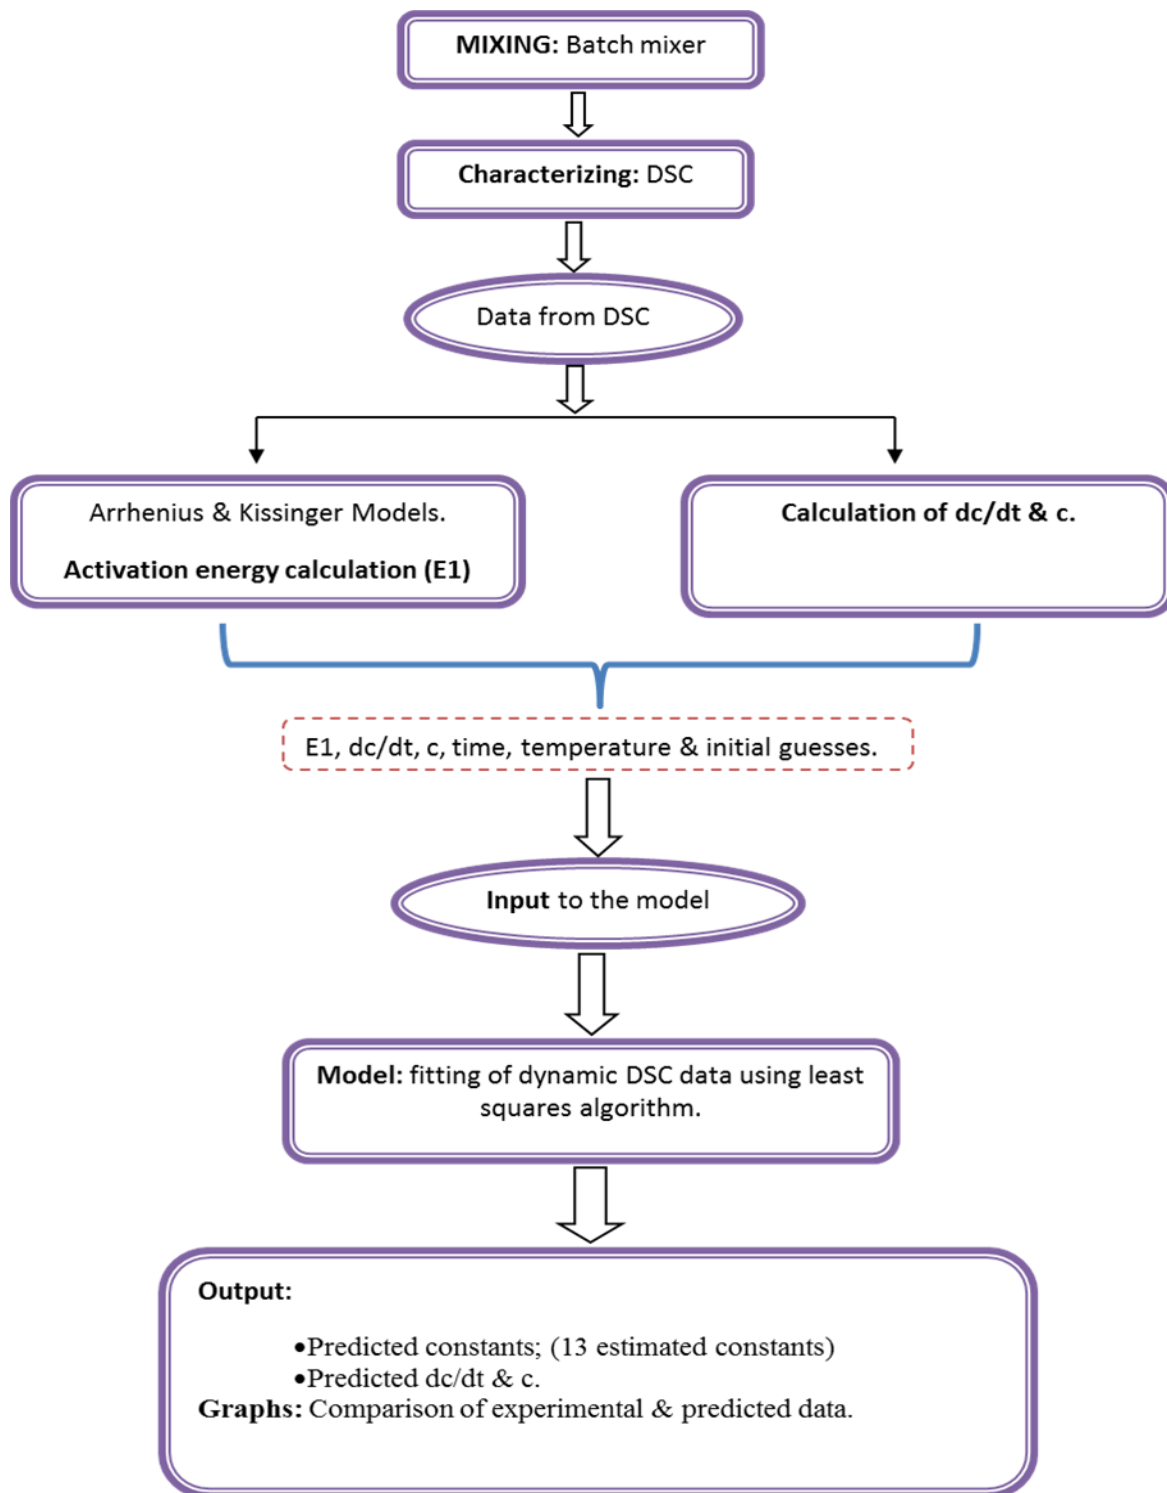 MIXING: Batch mixer
Characterizing: DSC
Data from DSC
Arrhenius & Kissinger Models.
Activation energy calculation (E1)
Calculation of dc/dt & c.
E1, dc/dt, c, time, temperature & initial guesses.
Input to the model
Model: fitting of dynamic DSC data using least
squares algorithm.
Output:
•Predicted constants; (13 estimated constants)
•Predicted dc/dt & c.
Graphs: Comparison of experimental & predicted data.